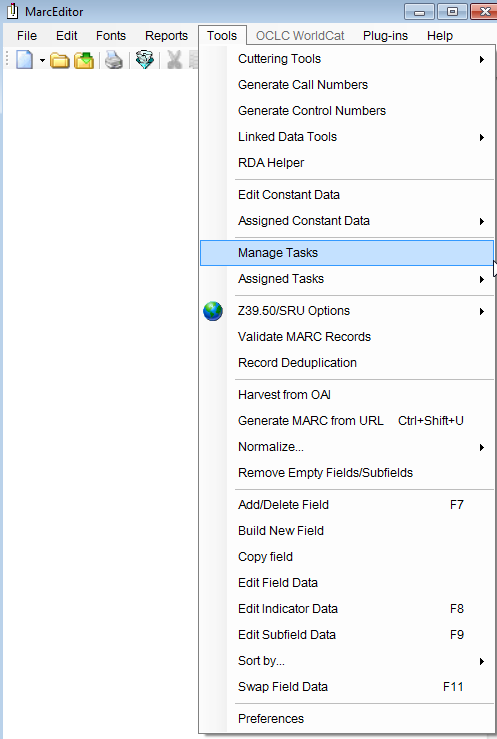 MarcEditor
File Edit Fonts Reports Tools OCLC WorldCat Plug-ins Help
Cuttering Tools
Generate Call Numbers
Generate Control Numbers
Linked Data Tools
RDA Helper
Edit Constant Data
Assigned Constant Data
Manage Tasks
Assigned Tasks
Z39.50/SRU Options
Validate MARC Records
Record Deduplication
Harvest from OAI
Generate MARC from URL Ctrl+Shift+U
Normalize...
Remove Empty Fields/Subfields
Add/Delete Field F7
Build New Field
Copy field
Edit Field Data
Edit Indicator Data F8
Edit Subfield Data F9
Sort by...
Swap Field Data F11
Preferences